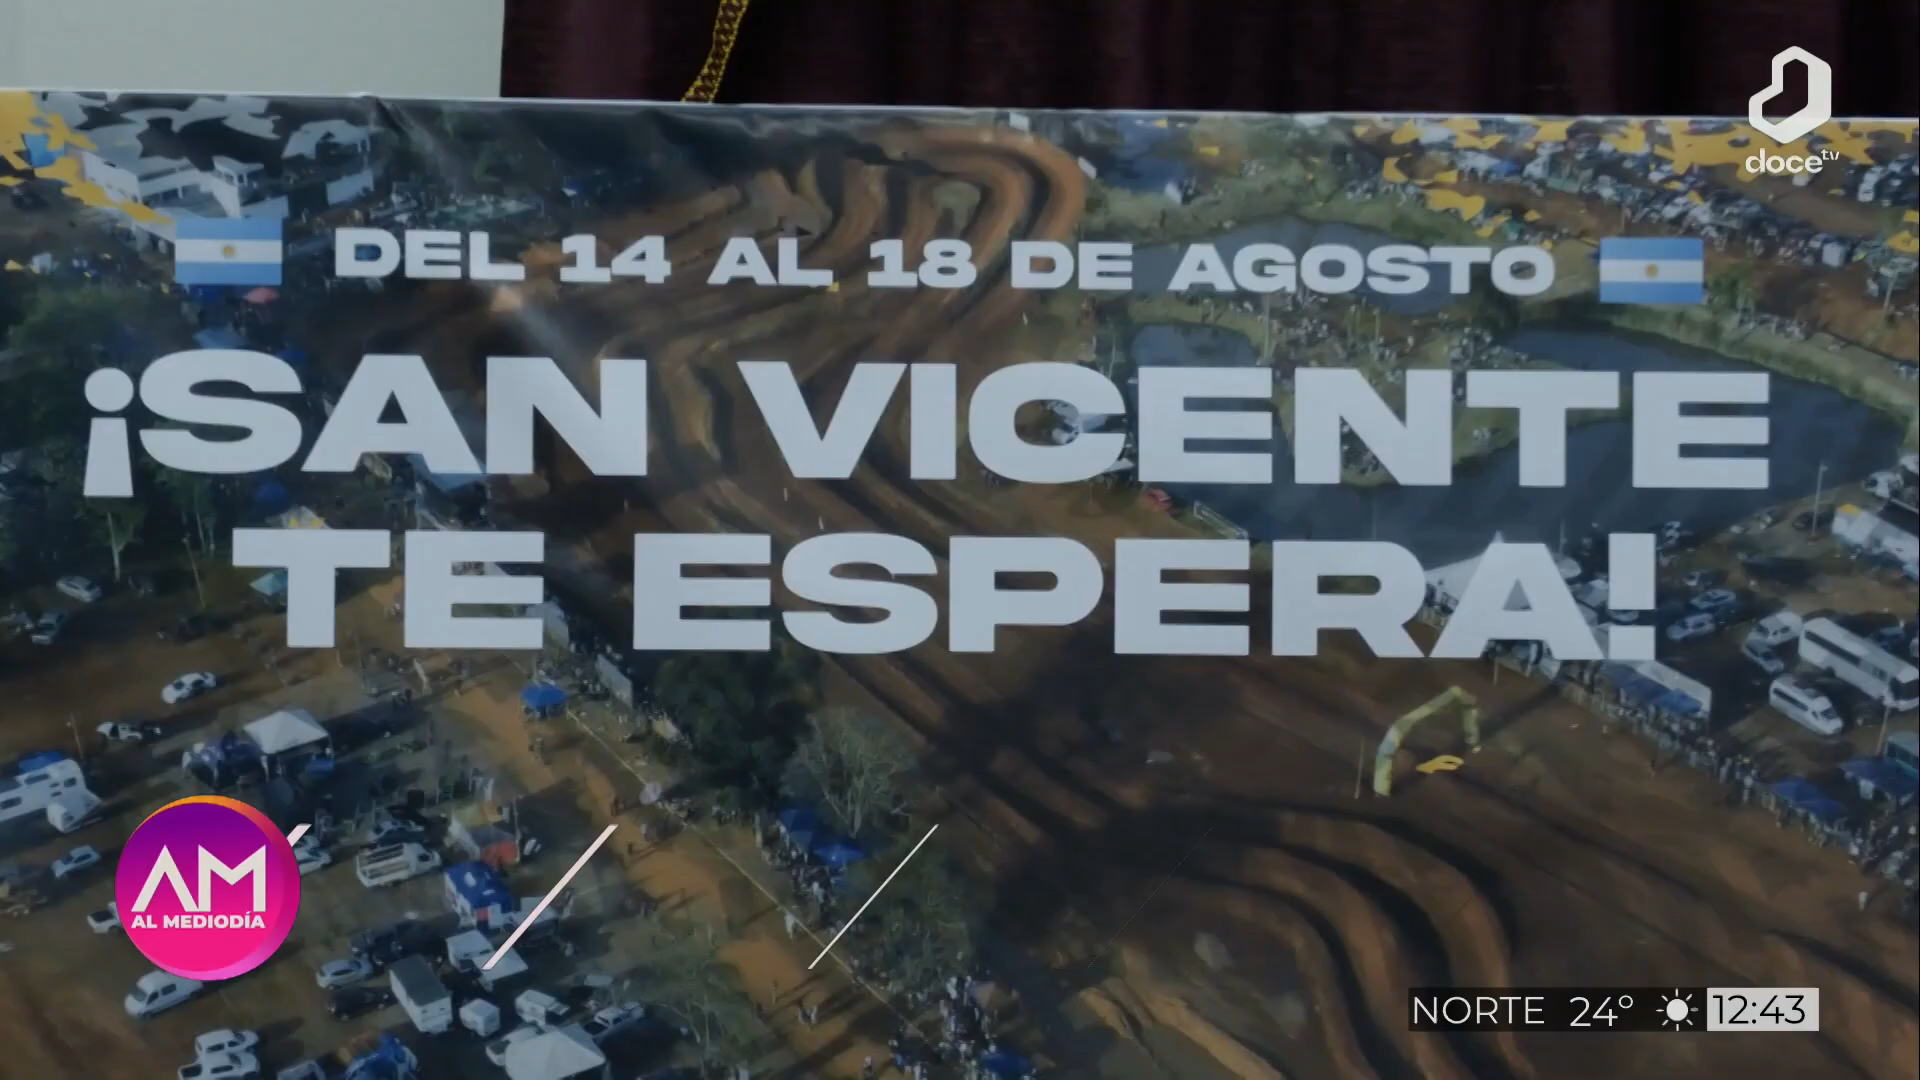 doce tv
DEL 14 AL 18 DE AGOSTO
¡SAN VICENTE
TE ESPERA!
AM
AL MEDIODÍA
NORTE 24° 12:43